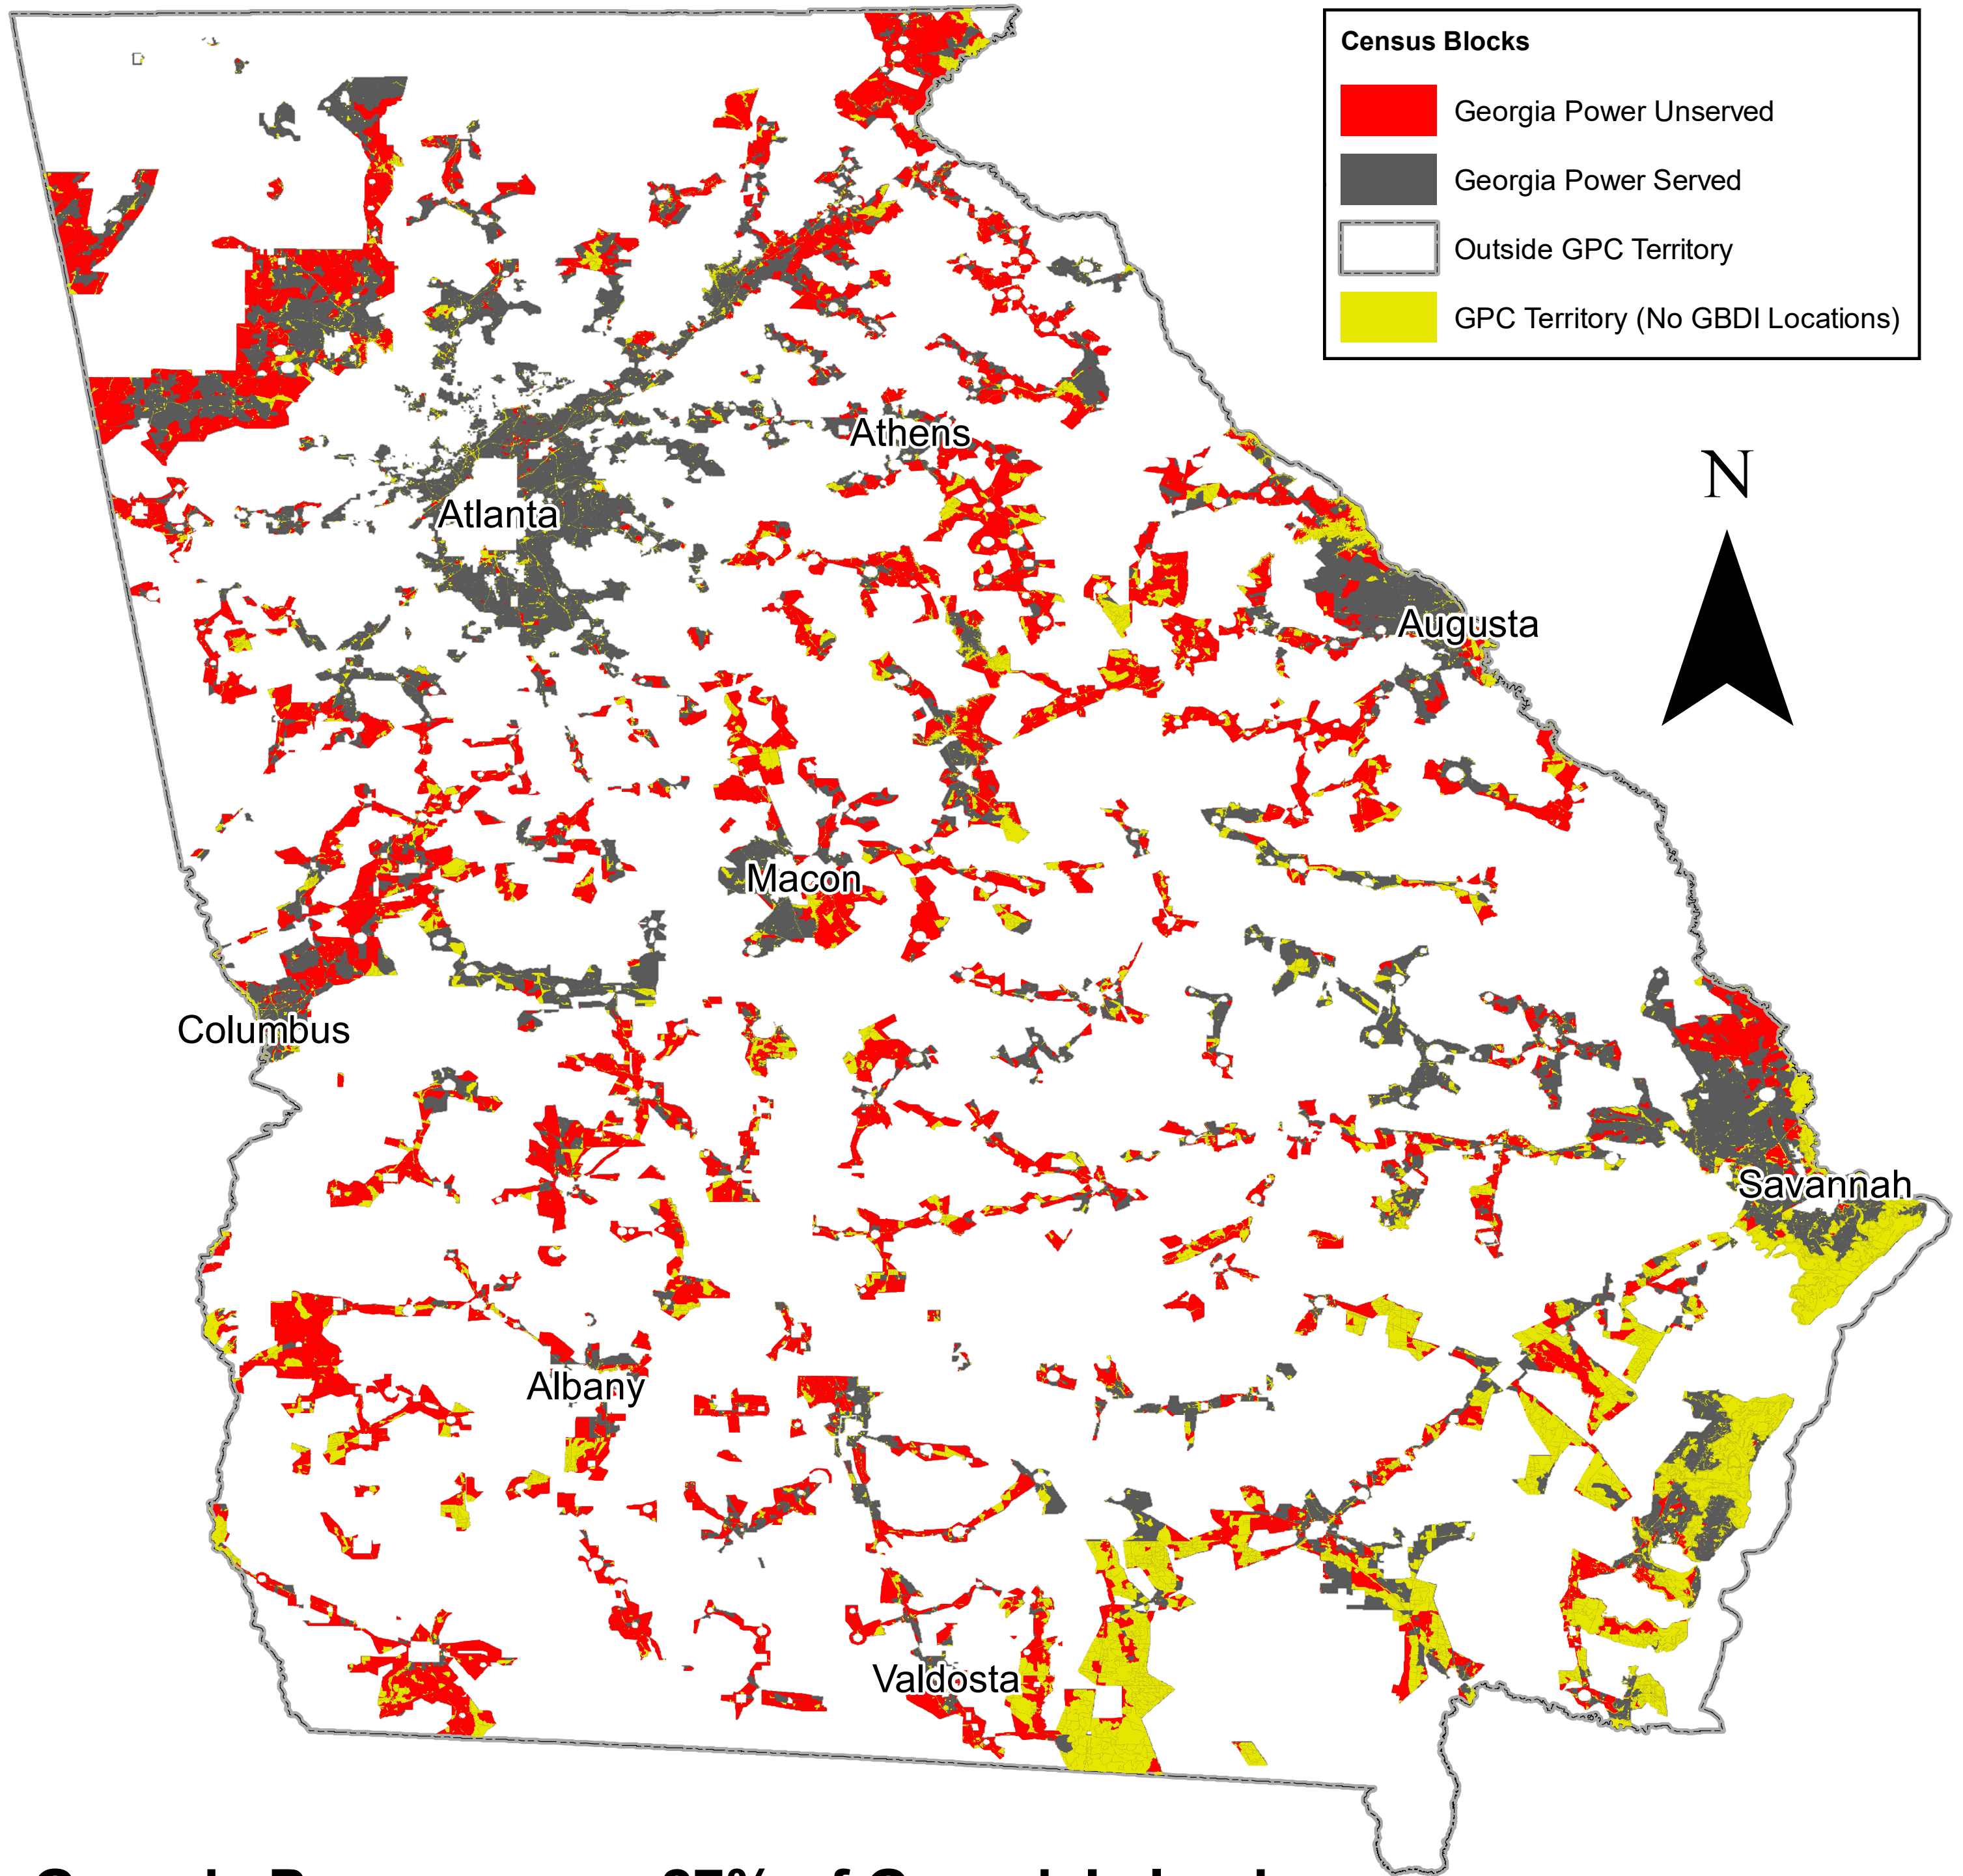 Census Blocks
Georgia Power Unserved
Georgia Power Served
Outside GPC Territory
GPC Territory (No GBDI Locations)
N
Athens
Atlanta
Augusta
Macon
Columbus
Savannah
Albany
Valdosta